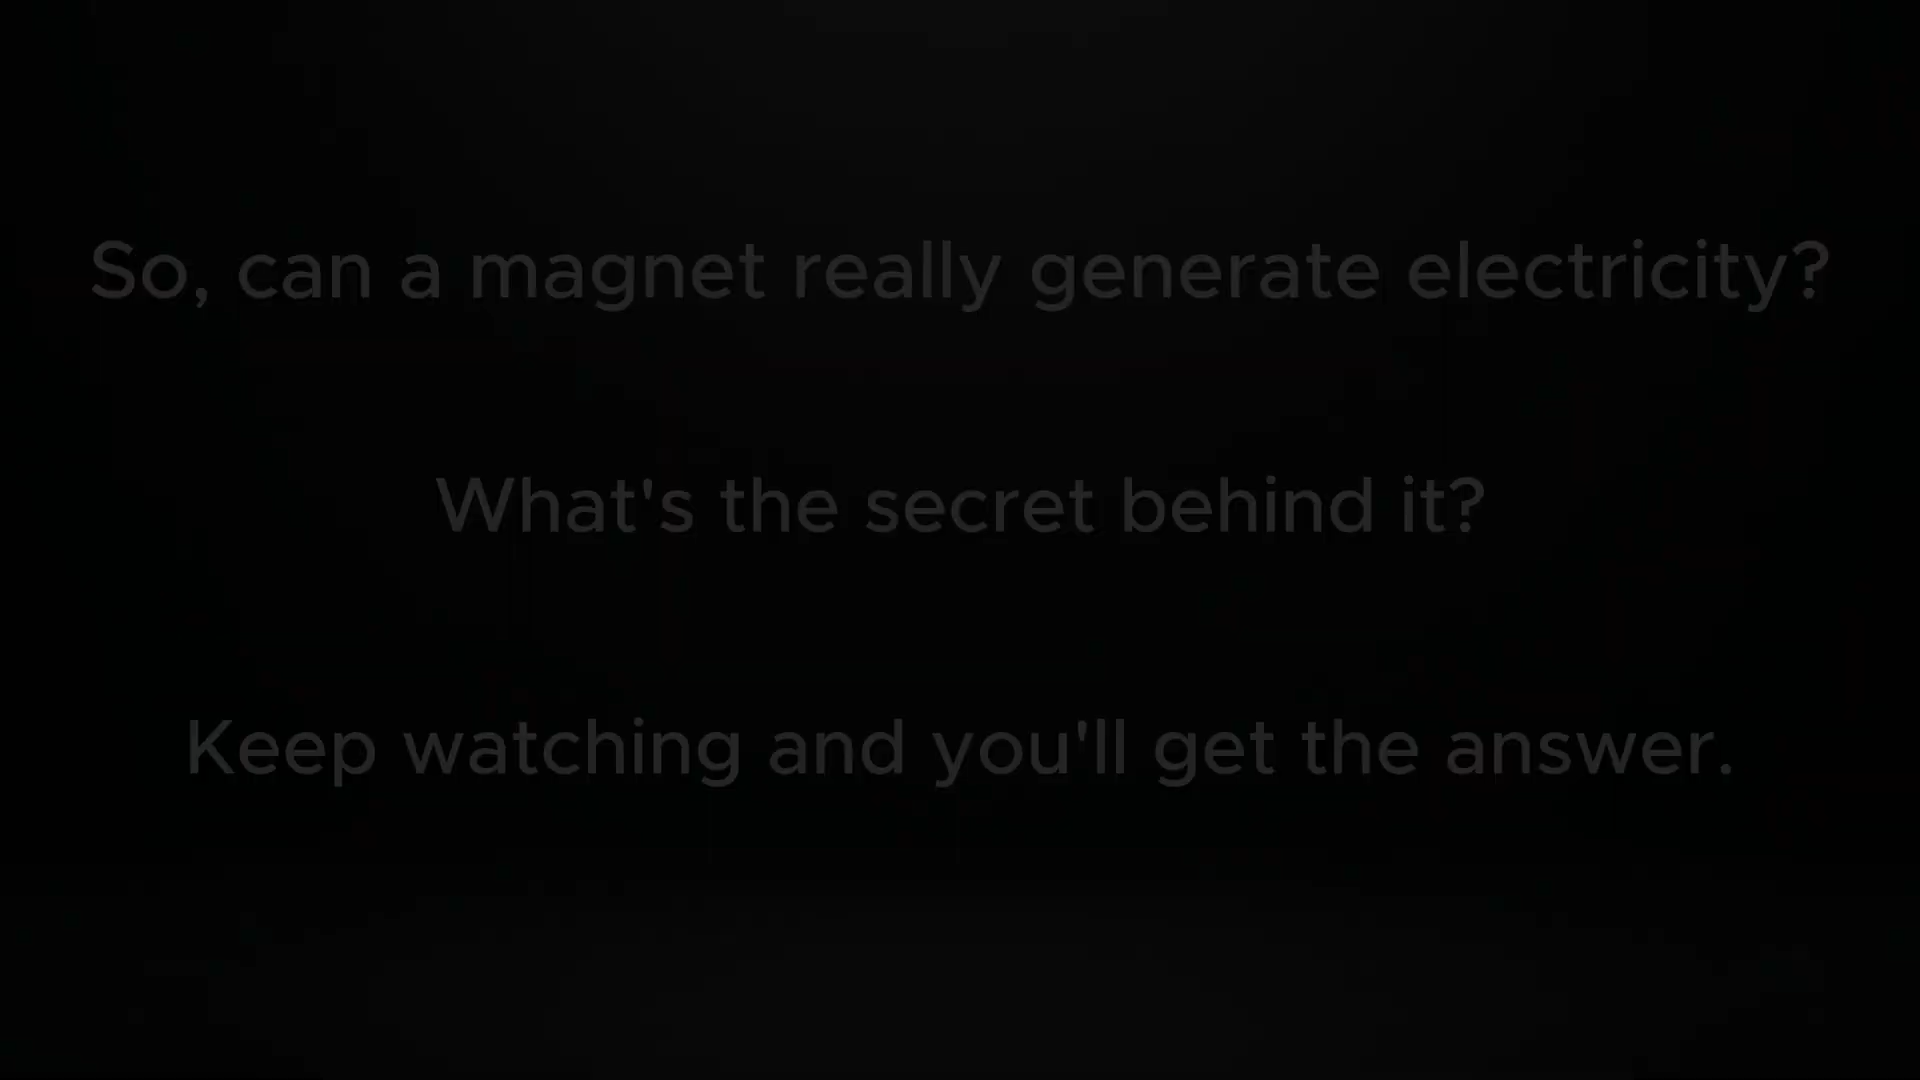 So, can a magnet really generate electricity?
What's the secret behind it?
Keep watching and you'll get the answer.